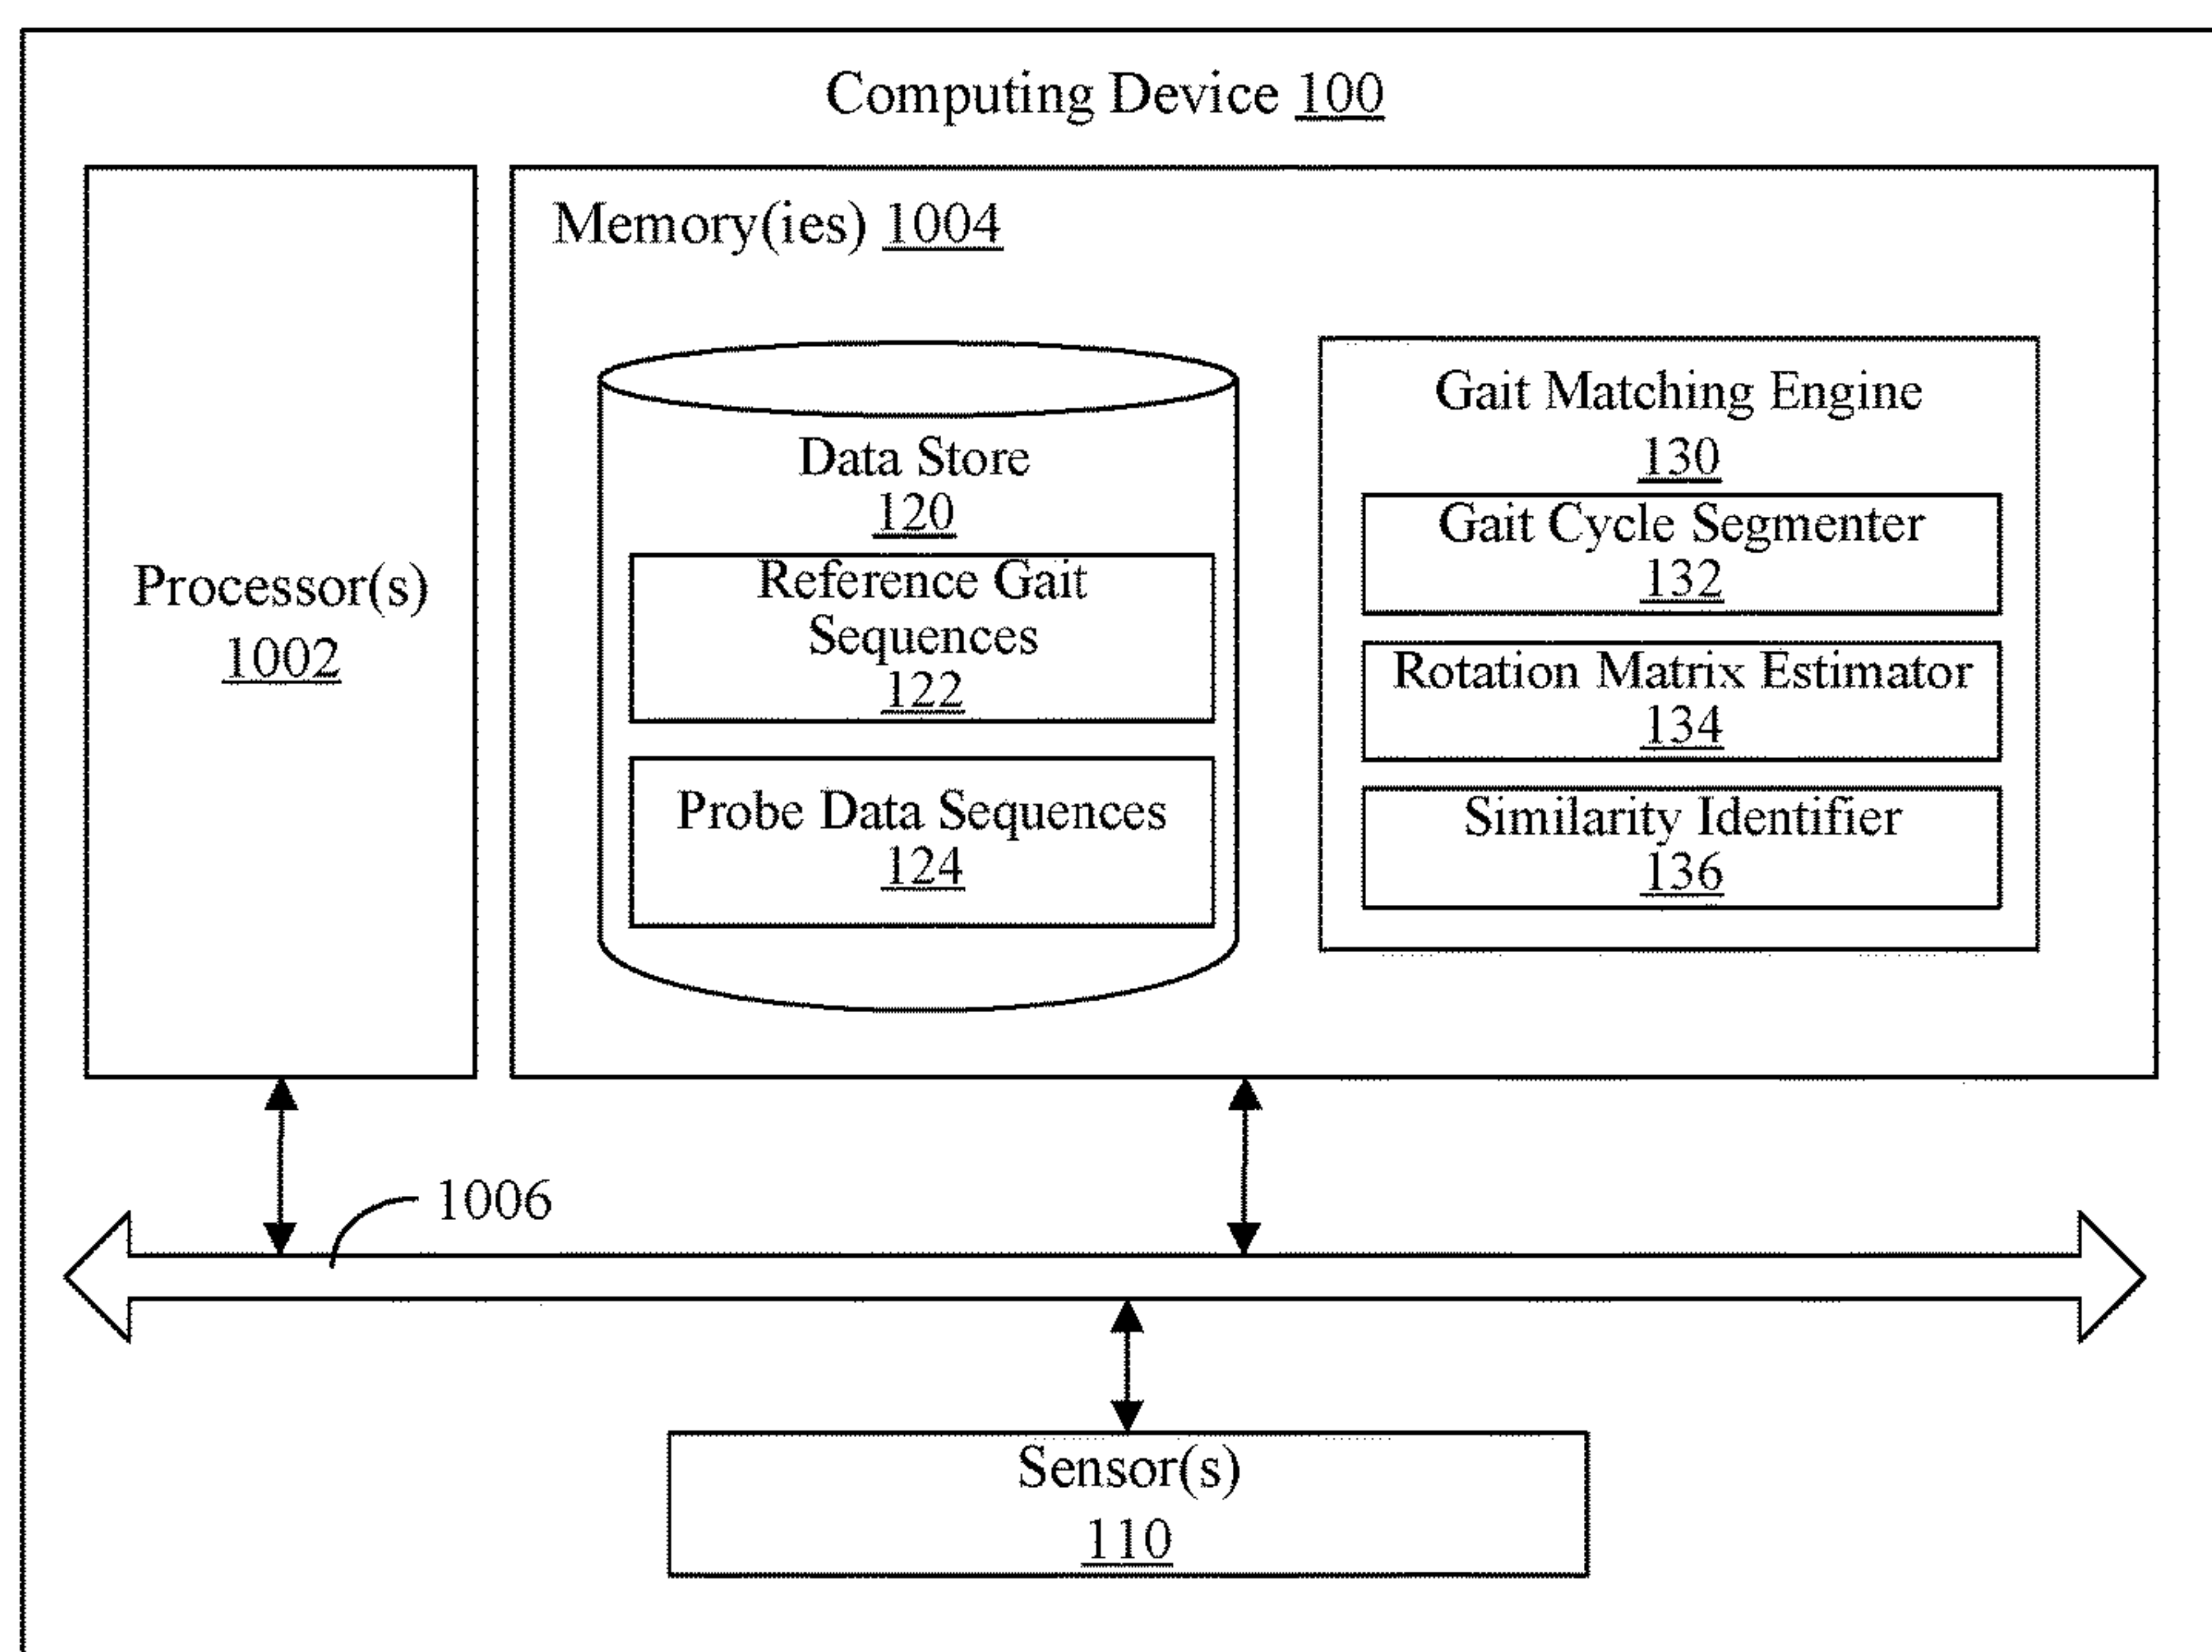 Computing Device 100
Processor(s)
1002
Memory(ies) 1004
Data Store
120
Reference Gait
Sequences
122
Probe Data Sequences
124
Gait Matching Engine
130
Gait Cycle Segmenter
132
Rotation Matrix Estimator
134
Similarity Identifier
136
1006
Sensor(s)
110